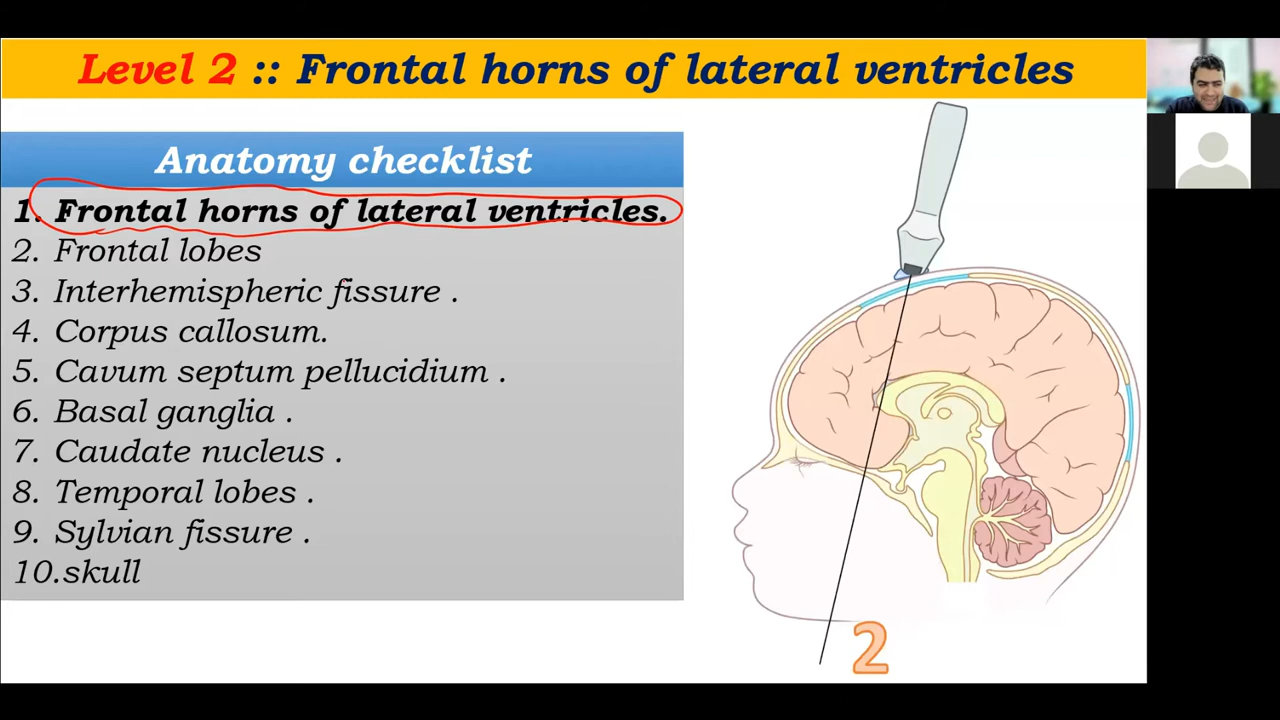 Level 2 :: Frontal horns of lateral ventricles
Anatomy checklist
1. Frontal horns of lateral ventricles.
2. Frontal lobes
3. Interhemispheric fissure .
4. Corpus callosum.
5. Cavum septum pellucidium .
6. Basal ganglia .
7. Caudate nucleus .
8. Temporal lobes .
9. Sylvian fissure .
10.skull
2